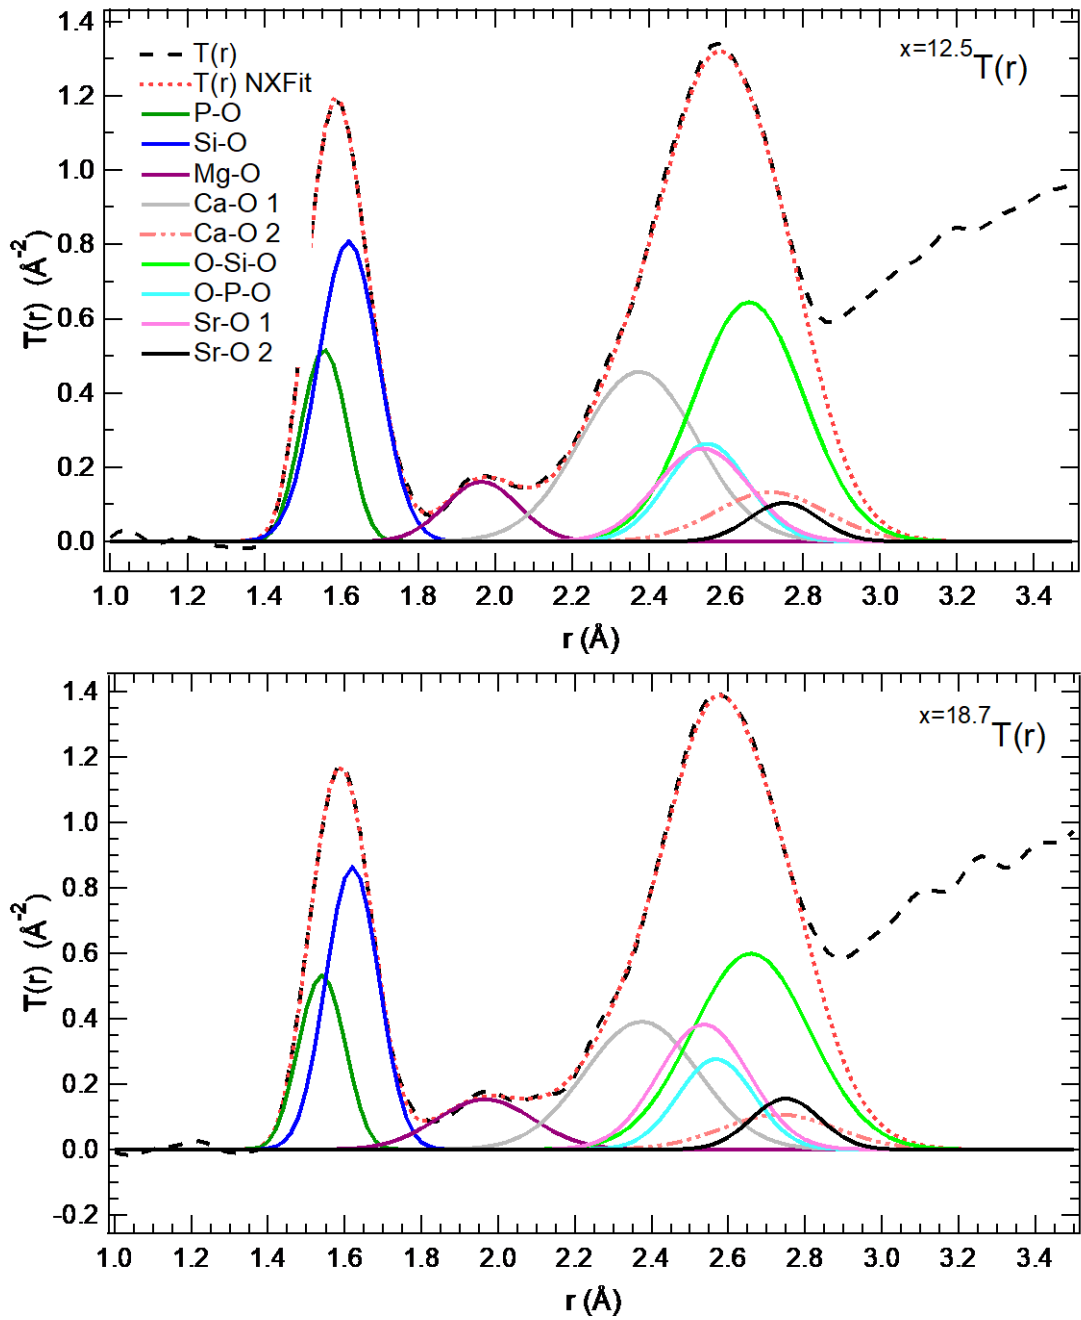 1.4
1.2
1.0
0.8
0.6
0.4
0.2
0.0
T(r) (Å⁻²)
T(r)
T(r) NXFit
P-O
Si-O
Mg-O
Ca-O 1
Ca-O 2
O-Si-O
O-P-O
Sr-O 1
Sr-O 2
x=12.5T(r)
1.0 1.2 1.4 1.6 1.8 2.0 2.2 2.4 2.6 2.8 3.0 3.2 3.4
r (Å)
1.4
1.2
1.0
0.8
0.6
0.4
0.2
0.0
-0.2
T(r) (Å⁻²)
x=18.7T(r)
1.0 1.2 1.4 1.6 1.8 2.0 2.2 2.4 2.6 2.8 3.0 3.2 3.4
r (Å)